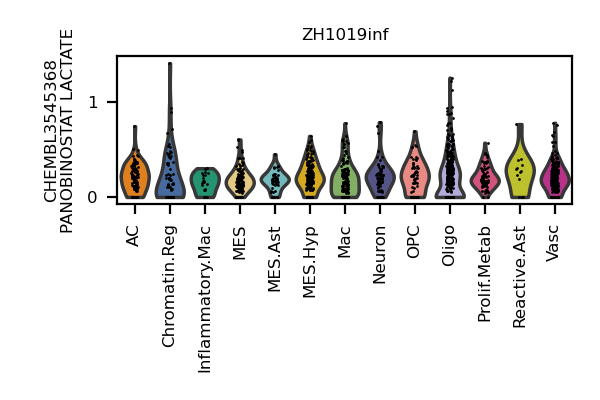 ZH1019inf
CHEMBL3545368
PANOBINOSTAT LACTATE
1
0
AC
Chromatin.Reg
Inflammatory.Mac
MES
MES.Ast
MES.Hyp
Mac
Neuron
OPC
Oligo
Prolif.Metab
Reactive.Ast
Vasc